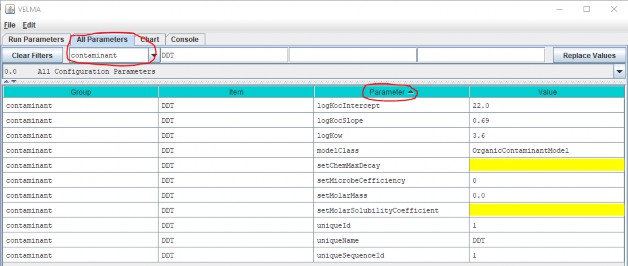 VELMA
File Edit
Run Parameters All Parameters Chart Console
Clear Filters contaminant DDT Replace Values
0.0 All Configuration Parameters
Group Item Parameter Value
contaminant DDT logKocIntercept 22.0
contaminant DDT logKocSlope 0.69
contaminant DDT logKow 3.6
contaminant DDT modelClass OrganicContaminantModel
contaminant DDT setChemMaxDecay
contaminant DDT setMicrobeCefficiency 0
contaminant DDT setMolarMass 0.0
contaminant DDT setMolarSolubilityCoefficient
contaminant DDT uniqueId 1
contaminant DDT uniqueName DDT
contaminant DDT uniqueSequenceId 1